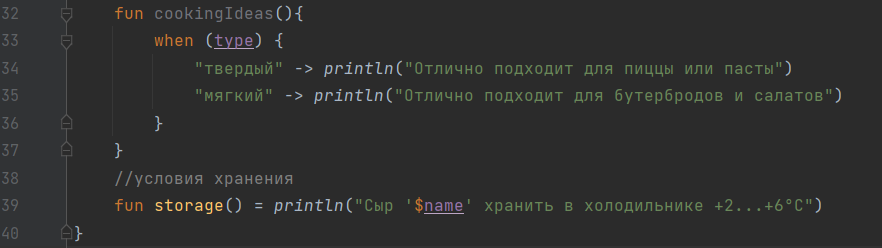 32 fun cookingIdeas(){
33 when (type) {
34 "твердый" -> println("Отлично подходит для пиццы или пасты")
35 "мягкий" -> println("Отлично подходит для бутербродов и салатов")
36 }
37 }
38 //условия хранения
39 fun storage() = println("Сыр '$name' хранить в холодильнике +2...+6°C")
40 }